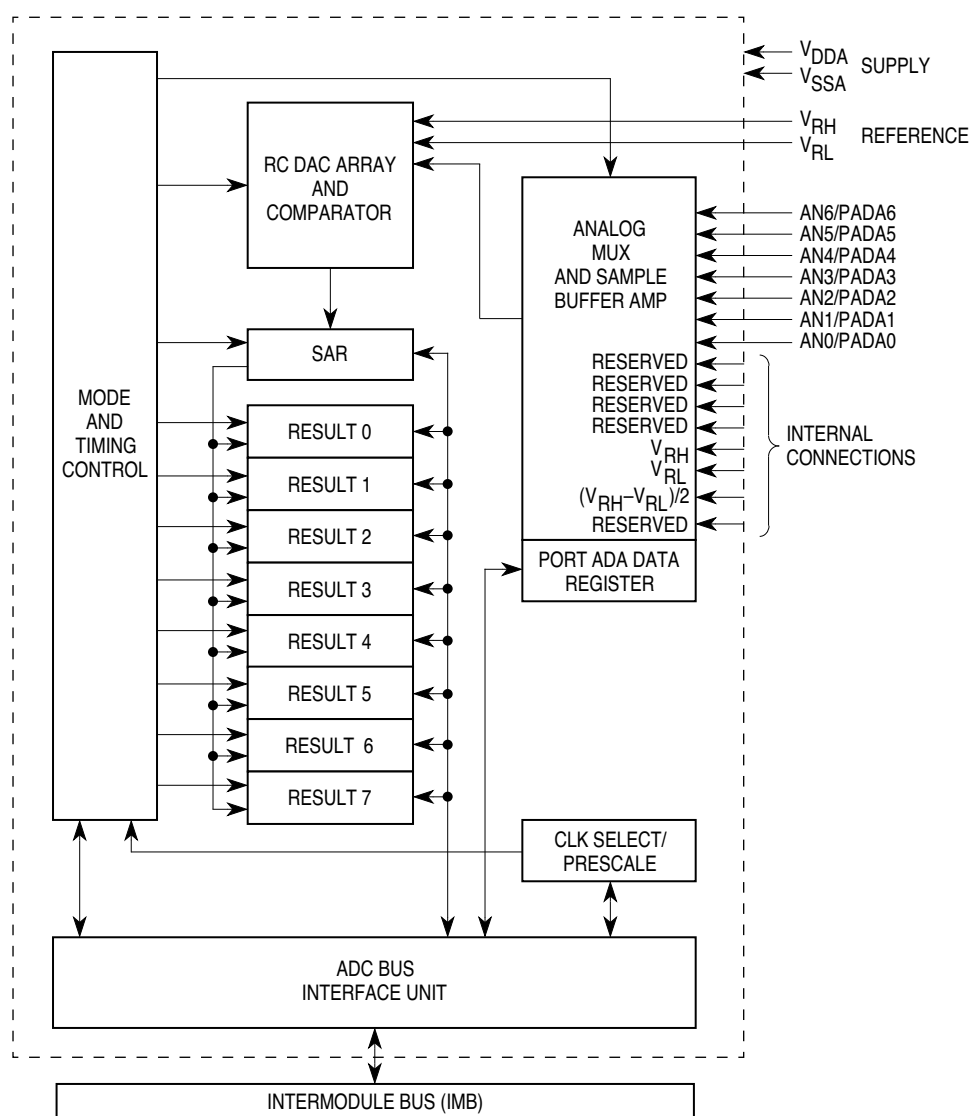 VDDA
VSSA
SUPPLY
VRH
VRL
REFERENCE
RC DAC ARRAY
AND
COMPARATOR
ANALOG
MUX
AND SAMPLE
BUFFER AMP
AN6/PADA6
AN5/PADA5
AN4/PADA4
AN3/PADA3
AN2/PADA2
AN1/PADA1
AN0/PADA0
RESERVED
RESERVED
RESERVED
RESERVED
VRH
VRL
(VRH–VRL)/2
RESERVED
INTERNAL
CONNECTIONS
PORT ADA DATA
REGISTER
MODE
AND
TIMING
CONTROL
SAR
RESULT 0
RESULT 1
RESULT 2
RESULT 3
RESULT 4
RESULT 5
RESULT 6
RESULT 7
CLK SELECT/
PRESCALE
ADC BUS
INTERFACE UNIT
INTERMODULE BUS (IMB)